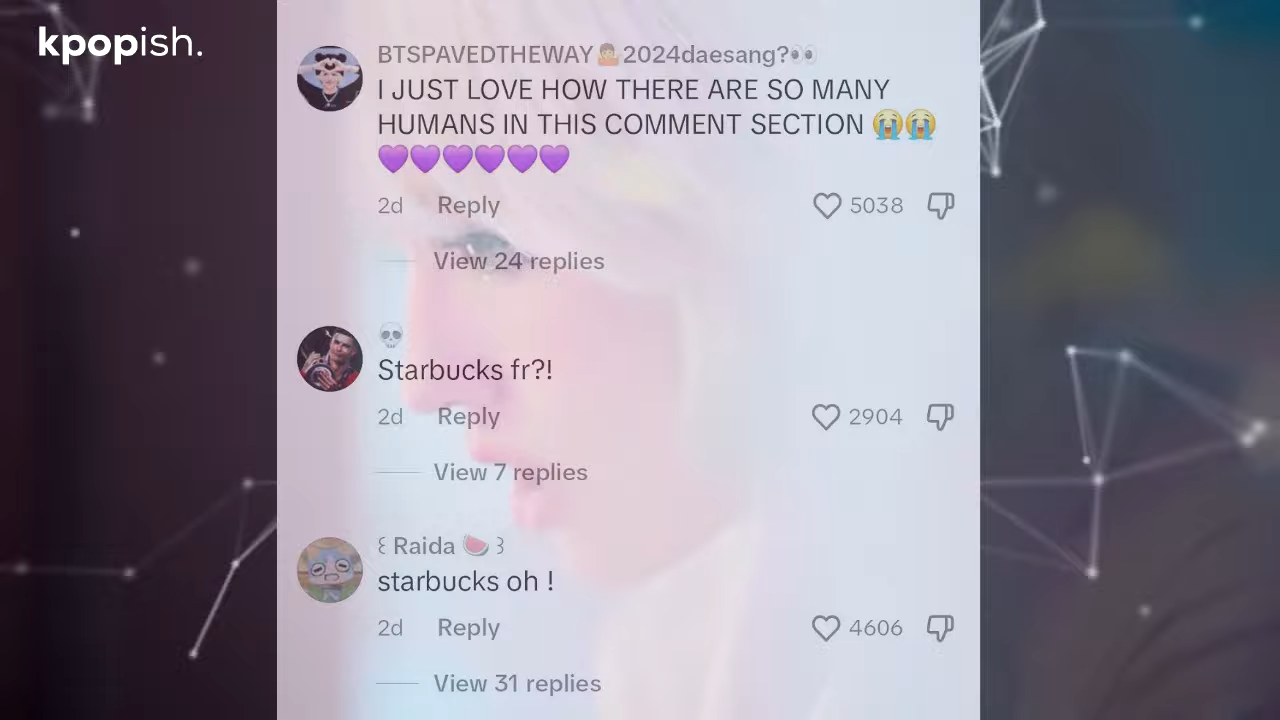 kpopish.
BTSPAVEDTHEWAY🤷🏽2024daesang?👀
I JUST LOVE HOW THERE ARE SO MANY
HUMANS IN THIS COMMENT SECTION 😭😭
💜💜💜💜💜💜
2d Reply 5038
View 24 replies
💀
Starbucks fr?!
2d Reply 2904
View 7 replies
꒰ Raida 🍉 ꒱
starbucks oh !
2d Reply 4606
View 31 replies